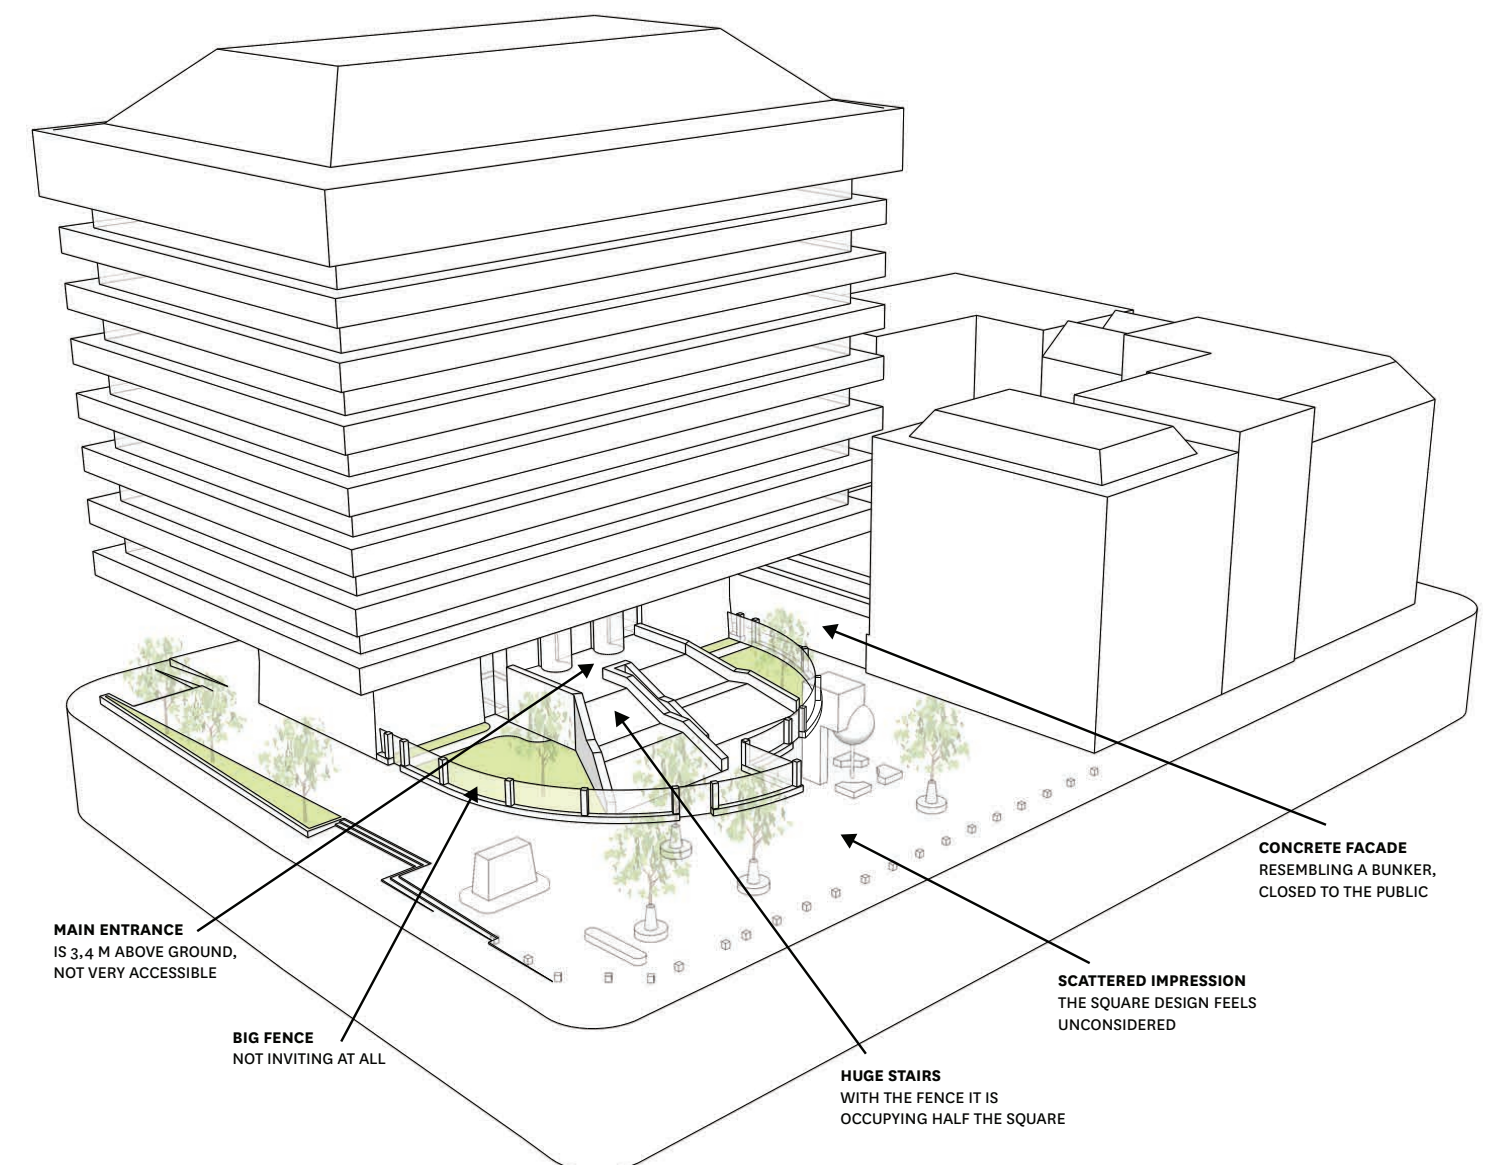 CONCRETE FACADE
RESEMBLING A BUNKER,
CLOSED TO THE PUBLIC
MAIN ENTRANCE
IS 3,4 M ABOVE GROUND,
NOT VERY ACCESSIBLE
SCATTERED IMPRESSION
THE SQUARE DESIGN FEELS
UNCONSIDERED
BIG FENCE
NOT INVITING AT ALL
HUGE STAIRS
WITH THE FENCE IT IS
OCCUPYING HALF THE SQUARE